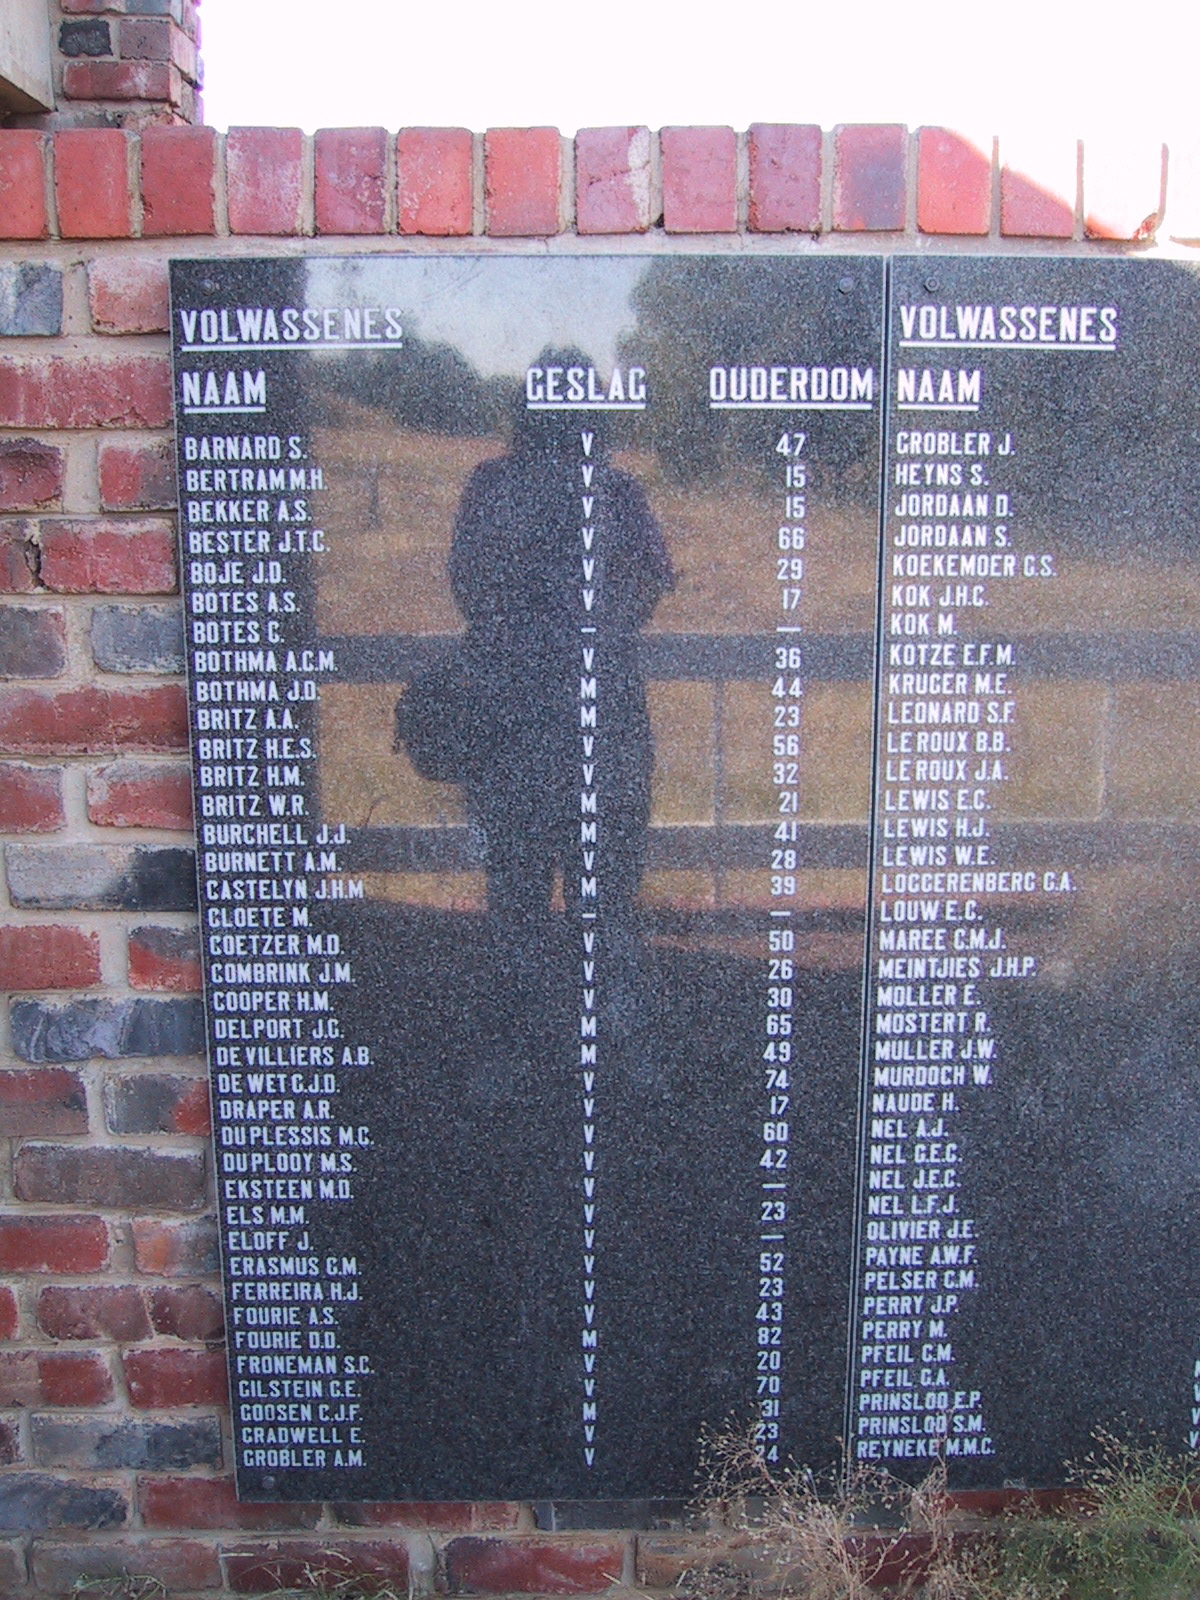 VOLWASSENES
NAAM GESLAG OUDERDOM
BARNARD S. V 47
BERTRAM M.H. V 15
BEKKER A.S. V 15
BESTER J.T.C. V 66
BOJE J.D. V 29
BOTES A.S. V 17
BOTES C. — —
BOTHMA A.C.M. V 36
BOTHMA J.D. M 44
BRITZ A.A. M 23
BRITZ H.E.S. V 56
BRITZ H.M. V 32
BRITZ W.R. M 21
BURCHELL J.J. M 41
BURNETT A.M. V 28
CASTELYN J.H.M M 39
CLOETE M. — —
COETZER M.D. V 50
COMBRINK J.M. V 26
COOPER H.M. V 30
DELPORT J.G. M 65
DE VILLIERS A.B. M 49
DE WET G.J.D. V 74
DRAPER A.R. V 17
DU PLESSIS M.C. V 60
DU PLOOY M.S. V 42
EKSTEEN M.D. V —
ELS M.M. V 23
ELOFF J. V —
ERASMUS G.M. V 52
FERREIRA H.J. V 23
FOURIE A.S. V 43
FOURIE D.D. M 82
FRONEMAN S.C. V 20
GILSTEIN C.E. V 70
GOOSEN C.J.F. M 31
GRADWELL E. V 23
GROBLER A.M. V 24
VOLWASSENES
NAAM
GROBLER J.
HEYNS S.
JORDAAN D.
JORDAAN S.
KOEKEMOER G.S.
KOK J.H.C.
KOK M.
KOTZE E.F.M.
KRUGER M.E.
LEONARD S.F.
LE ROUX B.B.
LE ROUX J.A.
LEWIS E.C.
LEWIS H.J.
LEWIS W.E.
LOGGERENBERG G.A.
LOUW E.C.
MAREE C.M.J.
MEINTJIES J.H.P.
MOLLER E.
MOSTERT R.
MULLER J.W.
MURDOCH W.
NAUDE H.
NEL A.J.
NEL G.E.C.
NEL J.E.C.
NEL L.F.J.
OLIVIER J.E.
PAYNE A.W.F.
PELSER C.M.
PERRY J.P.
PERRY M.
PFEIL C.M.
PFEIL G.A.
PRINSLOO E.P.
PRINSLOO S.M.
REYNEKE M.M.C.